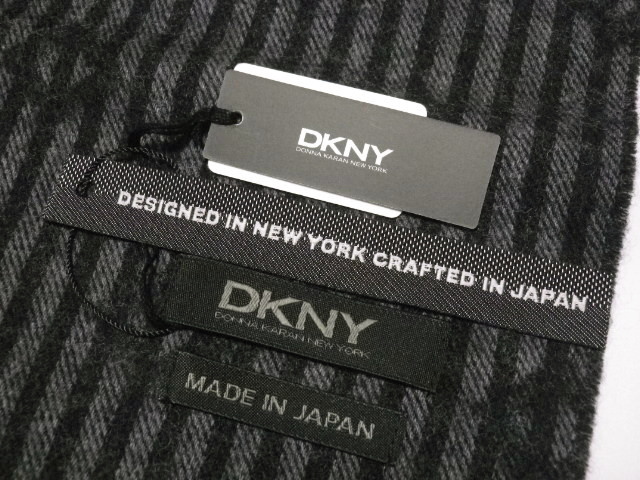 DKNY
DONNA KARAN NEW YORK
DESIGNED IN NEW YORK CRAFTED IN JAPAN
DKNY
DONNA KARAN NEW YORK
MADE IN JAPAN